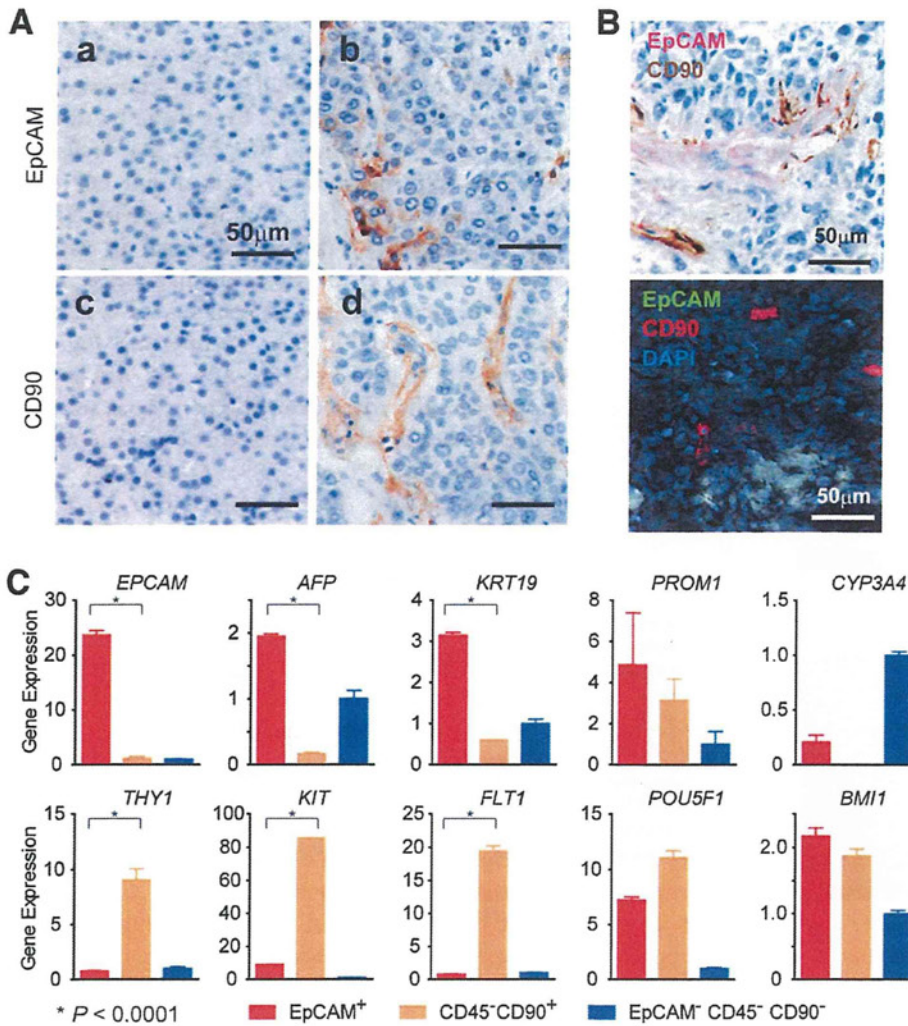 A
B
a
b
EpCAM
50μm
c
d
CD90
EpCAM
CD90
50μm
EpCAM
CD90
DAPI
50μm
C
EPCAM
AFP
KRT19
PROM1
CYP3A4
Gene Expression
30
20
10
0
*
2
1
0
*
4
3
2
1
0
*
8
6
4
2
0
1.5
1.0
0.5
0
THY1
KIT
FLT1
POU5F1
BMI1
Gene Expression
15
10
5
0
*
100
80
60
40
20
0
*
25
20
15
10
5
0
*
15
10
5
0
2.0
1.0
0
* P < 0.0001
EpCAM⁺
CD45⁻CD90⁺
EpCAM⁻ CD45⁻ CD90⁻